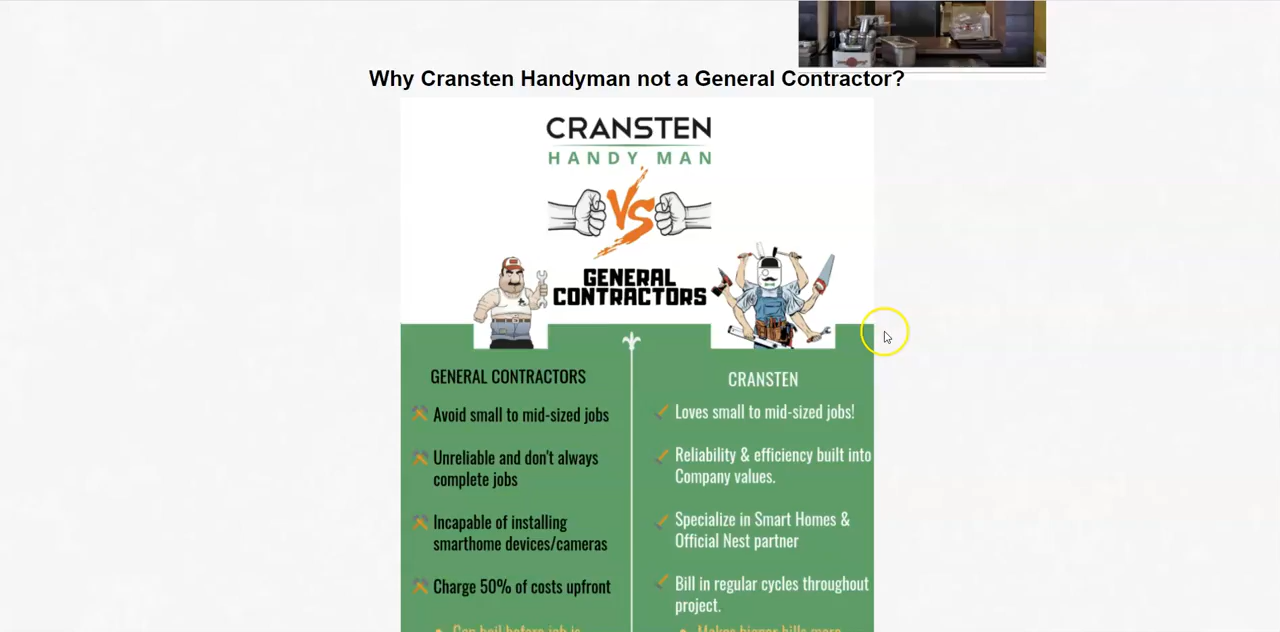 Why Cransten Handyman not a General Contractor?
CRANSTEN
HANDY MAN
VS
GENERAL
CONTRACTORS
GENERAL CONTRACTORS
Avoid small to mid-sized jobs
Unreliable and don't always
complete jobs
Incapable of installing
smarthome devices/cameras
Charge 50% of costs upfront
CRANSTEN
Loves small to mid-sized jobs!
Reliability & efficiency built into
Company values.
Specialize in Smart Homes &
Official Nest partner
Bill in regular cycles throughout
project.